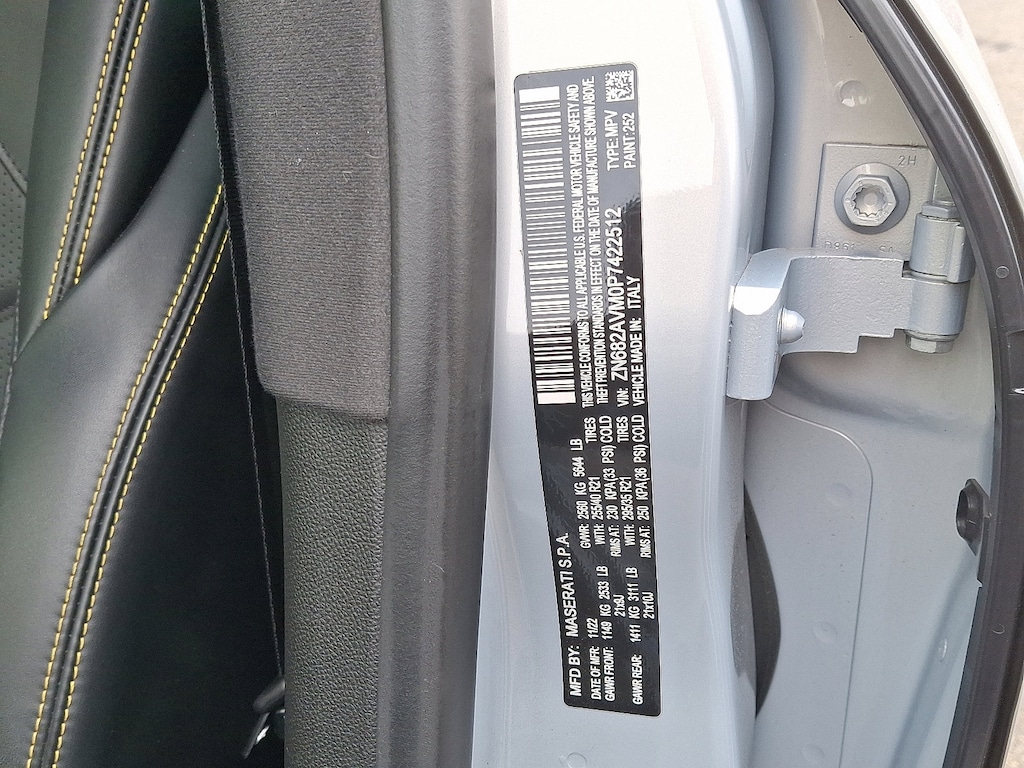 MFD BY: MASERATI S.P.A.
DATE OF MFR: 11/22 GAWR: 2560 KG 5644 LB
GAWR FRONT: 1149 KG 2533 LB WITH: 255/40 R21 TIRES
21x9J RIMS AT: 230 KPA(33 PSI) COLD
GAWR REAR: 1411 KG 3111 LB WITH: 295/35 R21 TIRES
21x10J RIMS AT: 250 KPA(36 PSI) COLD
THIS VEHICLE CONFORMS TO ALL APPLICABLE U.S. FEDERAL MOTOR VEHICLE SAFETY AND
THEFT PREVENTION STANDARDS IN EFFECT ON THE DATE OF MANUFACTURE SHOWN ABOVE.
VIN: ZN682AVM0P7422512 TYPE: MPV
VEHICLE MADE IN: ITALY PAINT: 252
2H